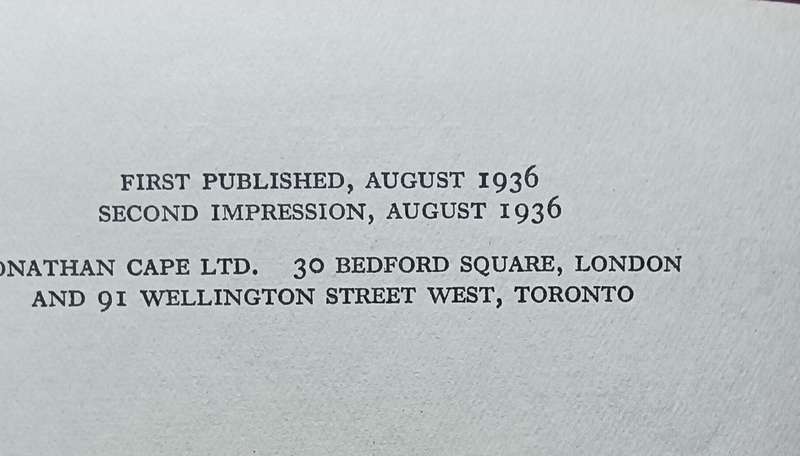 FIRST PUBLISHED, AUGUST 1936
SECOND IMPRESSION, AUGUST 1936
ONATHAN CAPE LTD. 30 BEDFORD SQUARE, LONDON
AND 91 WELLINGTON STREET WEST, TORONTO